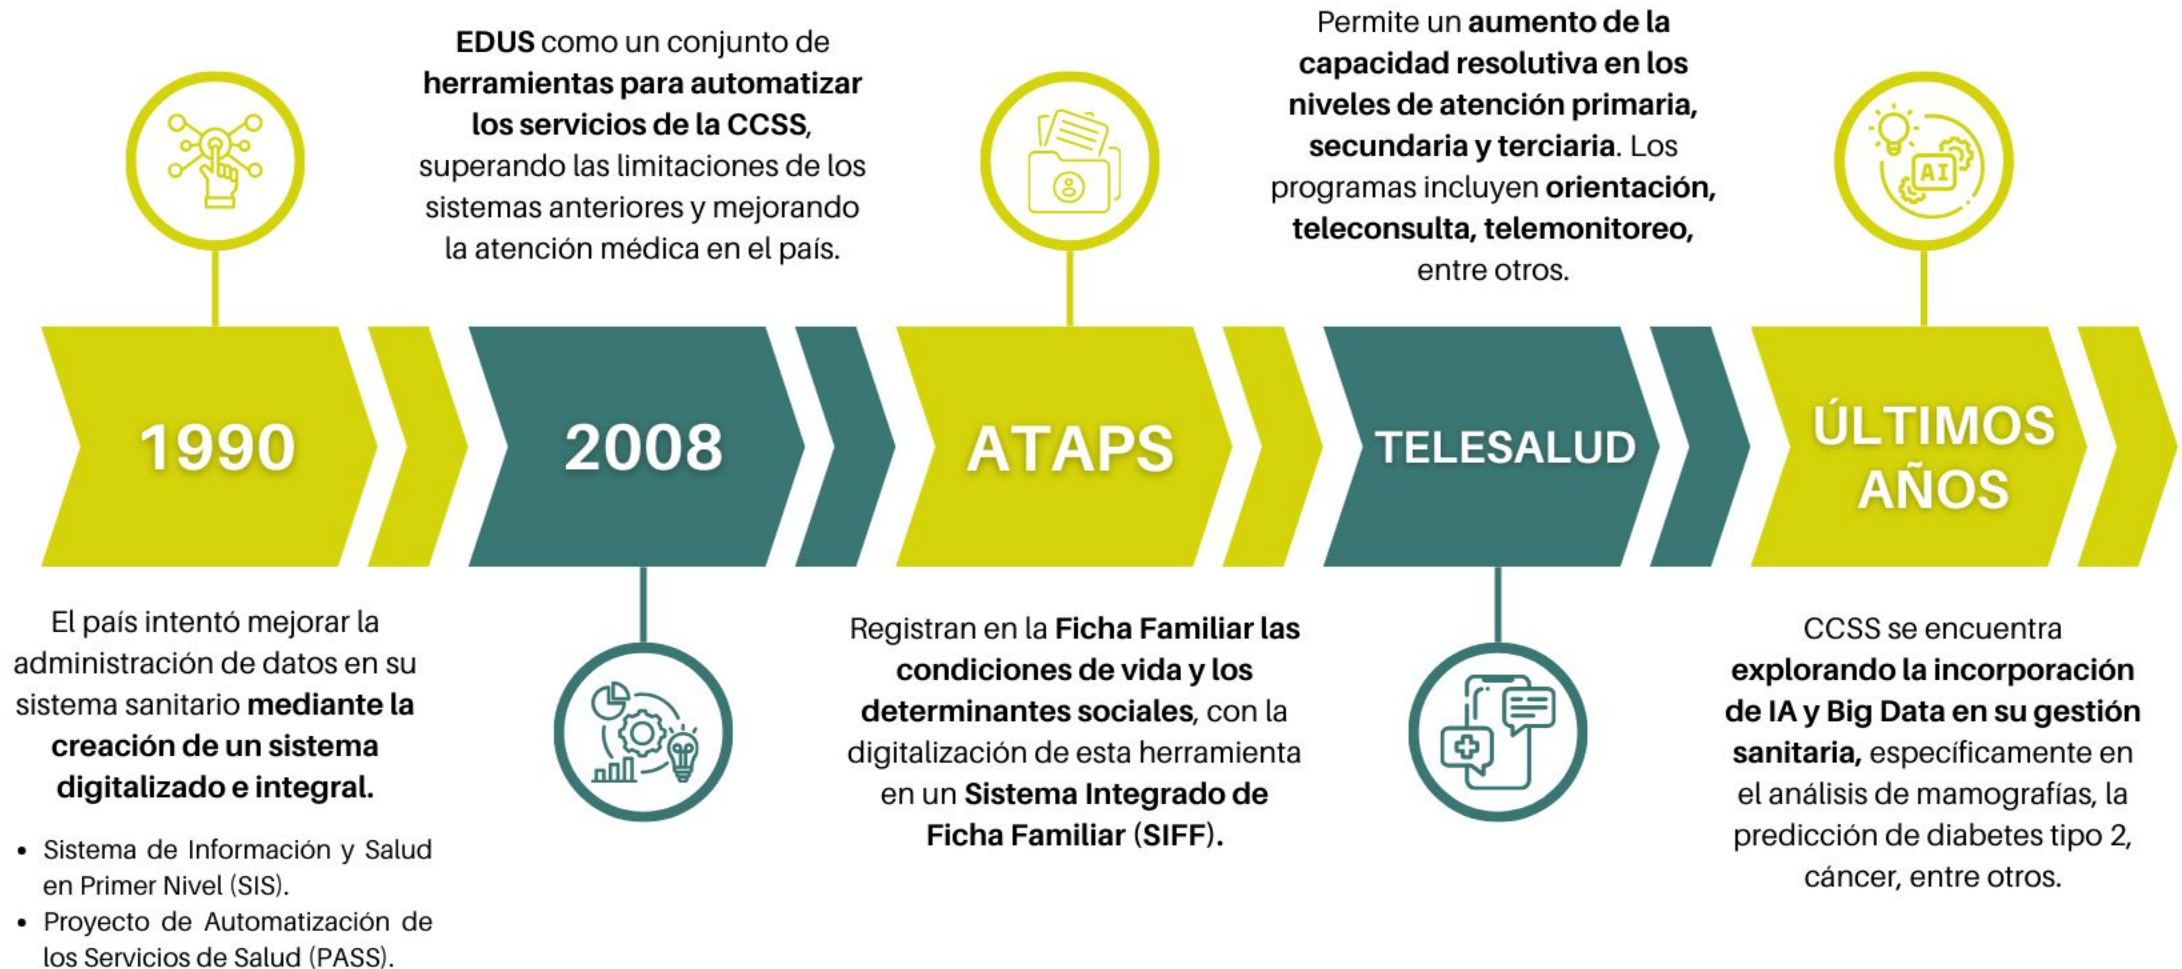 1990
El país intentó mejorar la
administración de datos en su
sistema sanitario mediante la
creación de un sistema
digitalizado e integral.
• Sistema de Información y Salud
en Primer Nivel (SIS).
• Proyecto de Automatización de
los Servicios de Salud (PASS).
EDUS como un conjunto de
herramientas para automatizar
los servicios de la CCSS,
superando las limitaciones de los
sistemas anteriores y mejorando
la atención médica en el país.
2008
ATAPS
Registran en la Ficha Familiar las
condiciones de vida y los
determinantes sociales, con la
digitalización de esta herramienta
en un Sistema Integrado de
Ficha Familiar (SIFF).
Permite un aumento de la
capacidad resolutiva en los
niveles de atención primaria,
secundaria y terciaria. Los
programas incluyen orientación,
teleconsulta, telemonitoreo,
entre otros.
TELESALUD
AI
ÚLTIMOS
AÑOS
CCSS se encuentra
explorando la incorporación
de IA y Big Data en su gestión
sanitaria, específicamente en
el análisis de mamografías, la
predicción de diabetes tipo 2,
cáncer, entre otros.